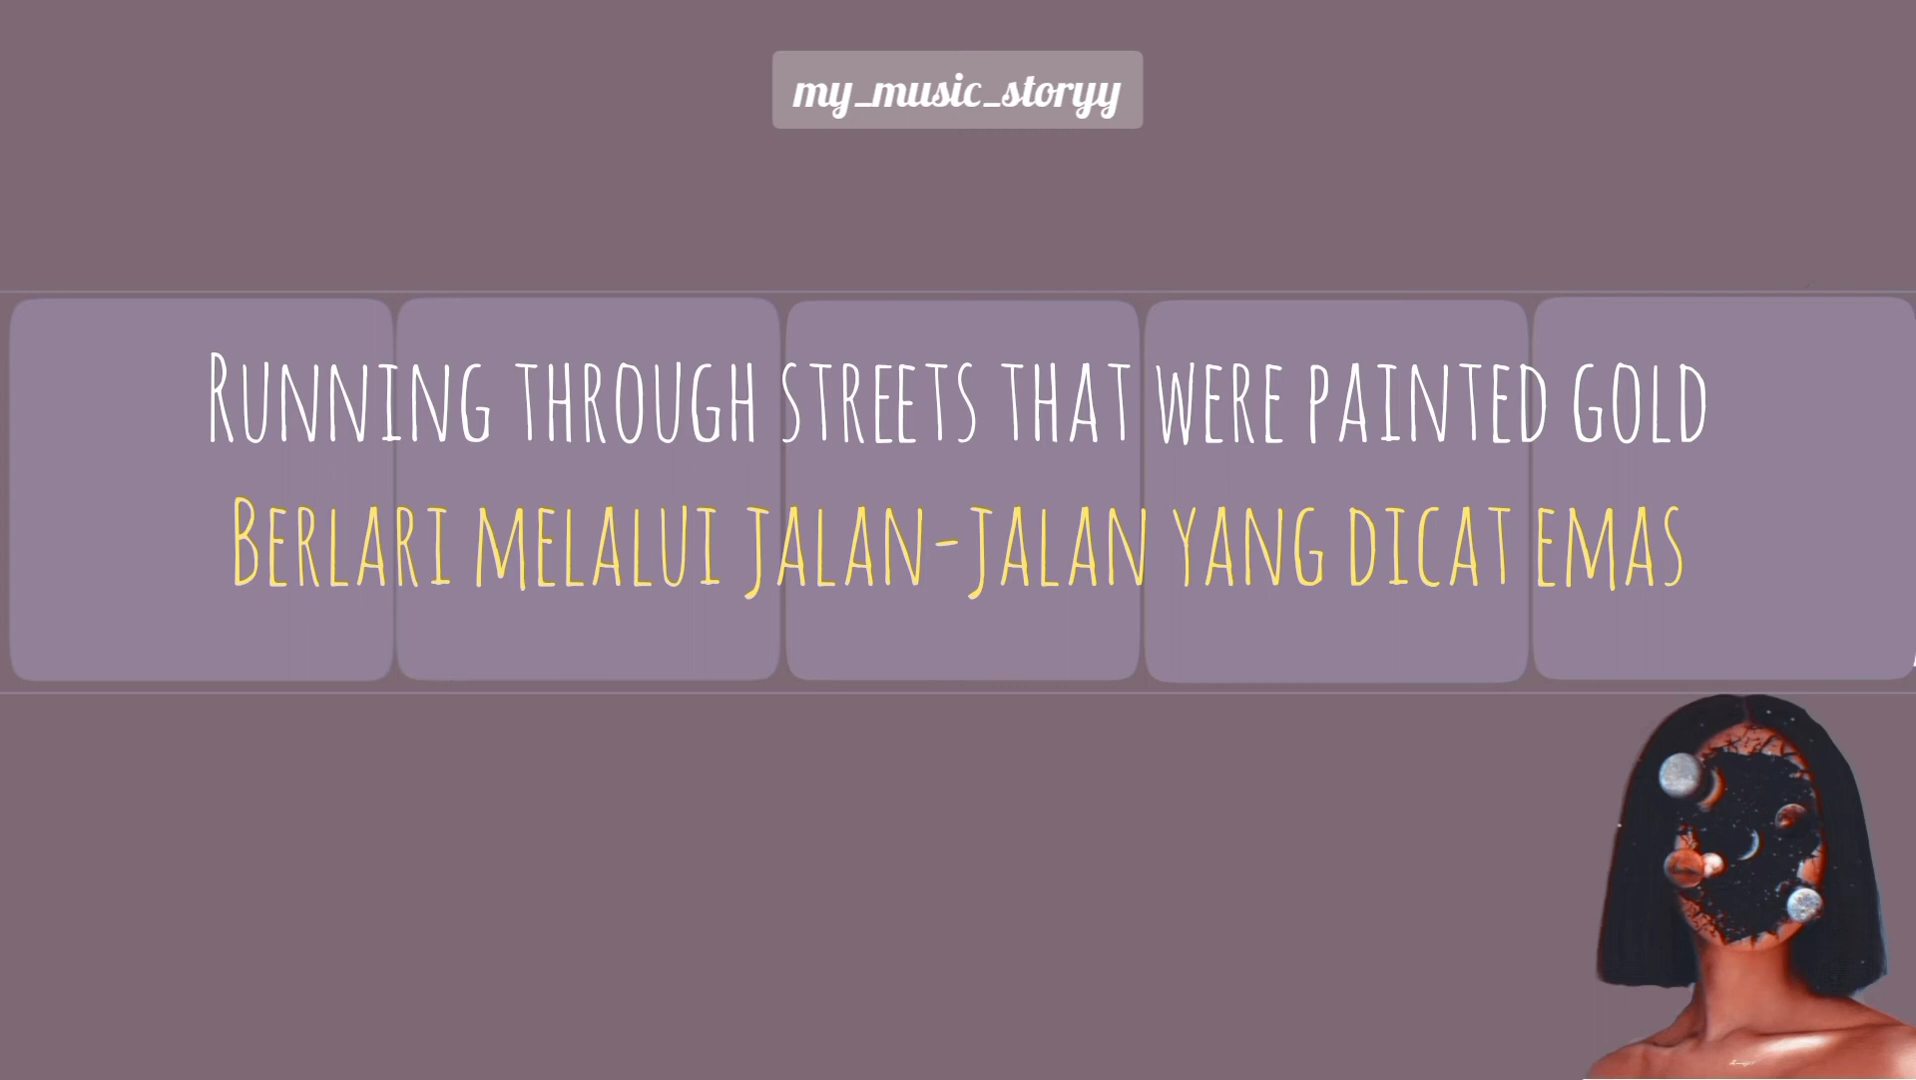 my_music_storyy
Running through streets that were painted gold
Berlari melalui jalan-jalan yang dicat emas